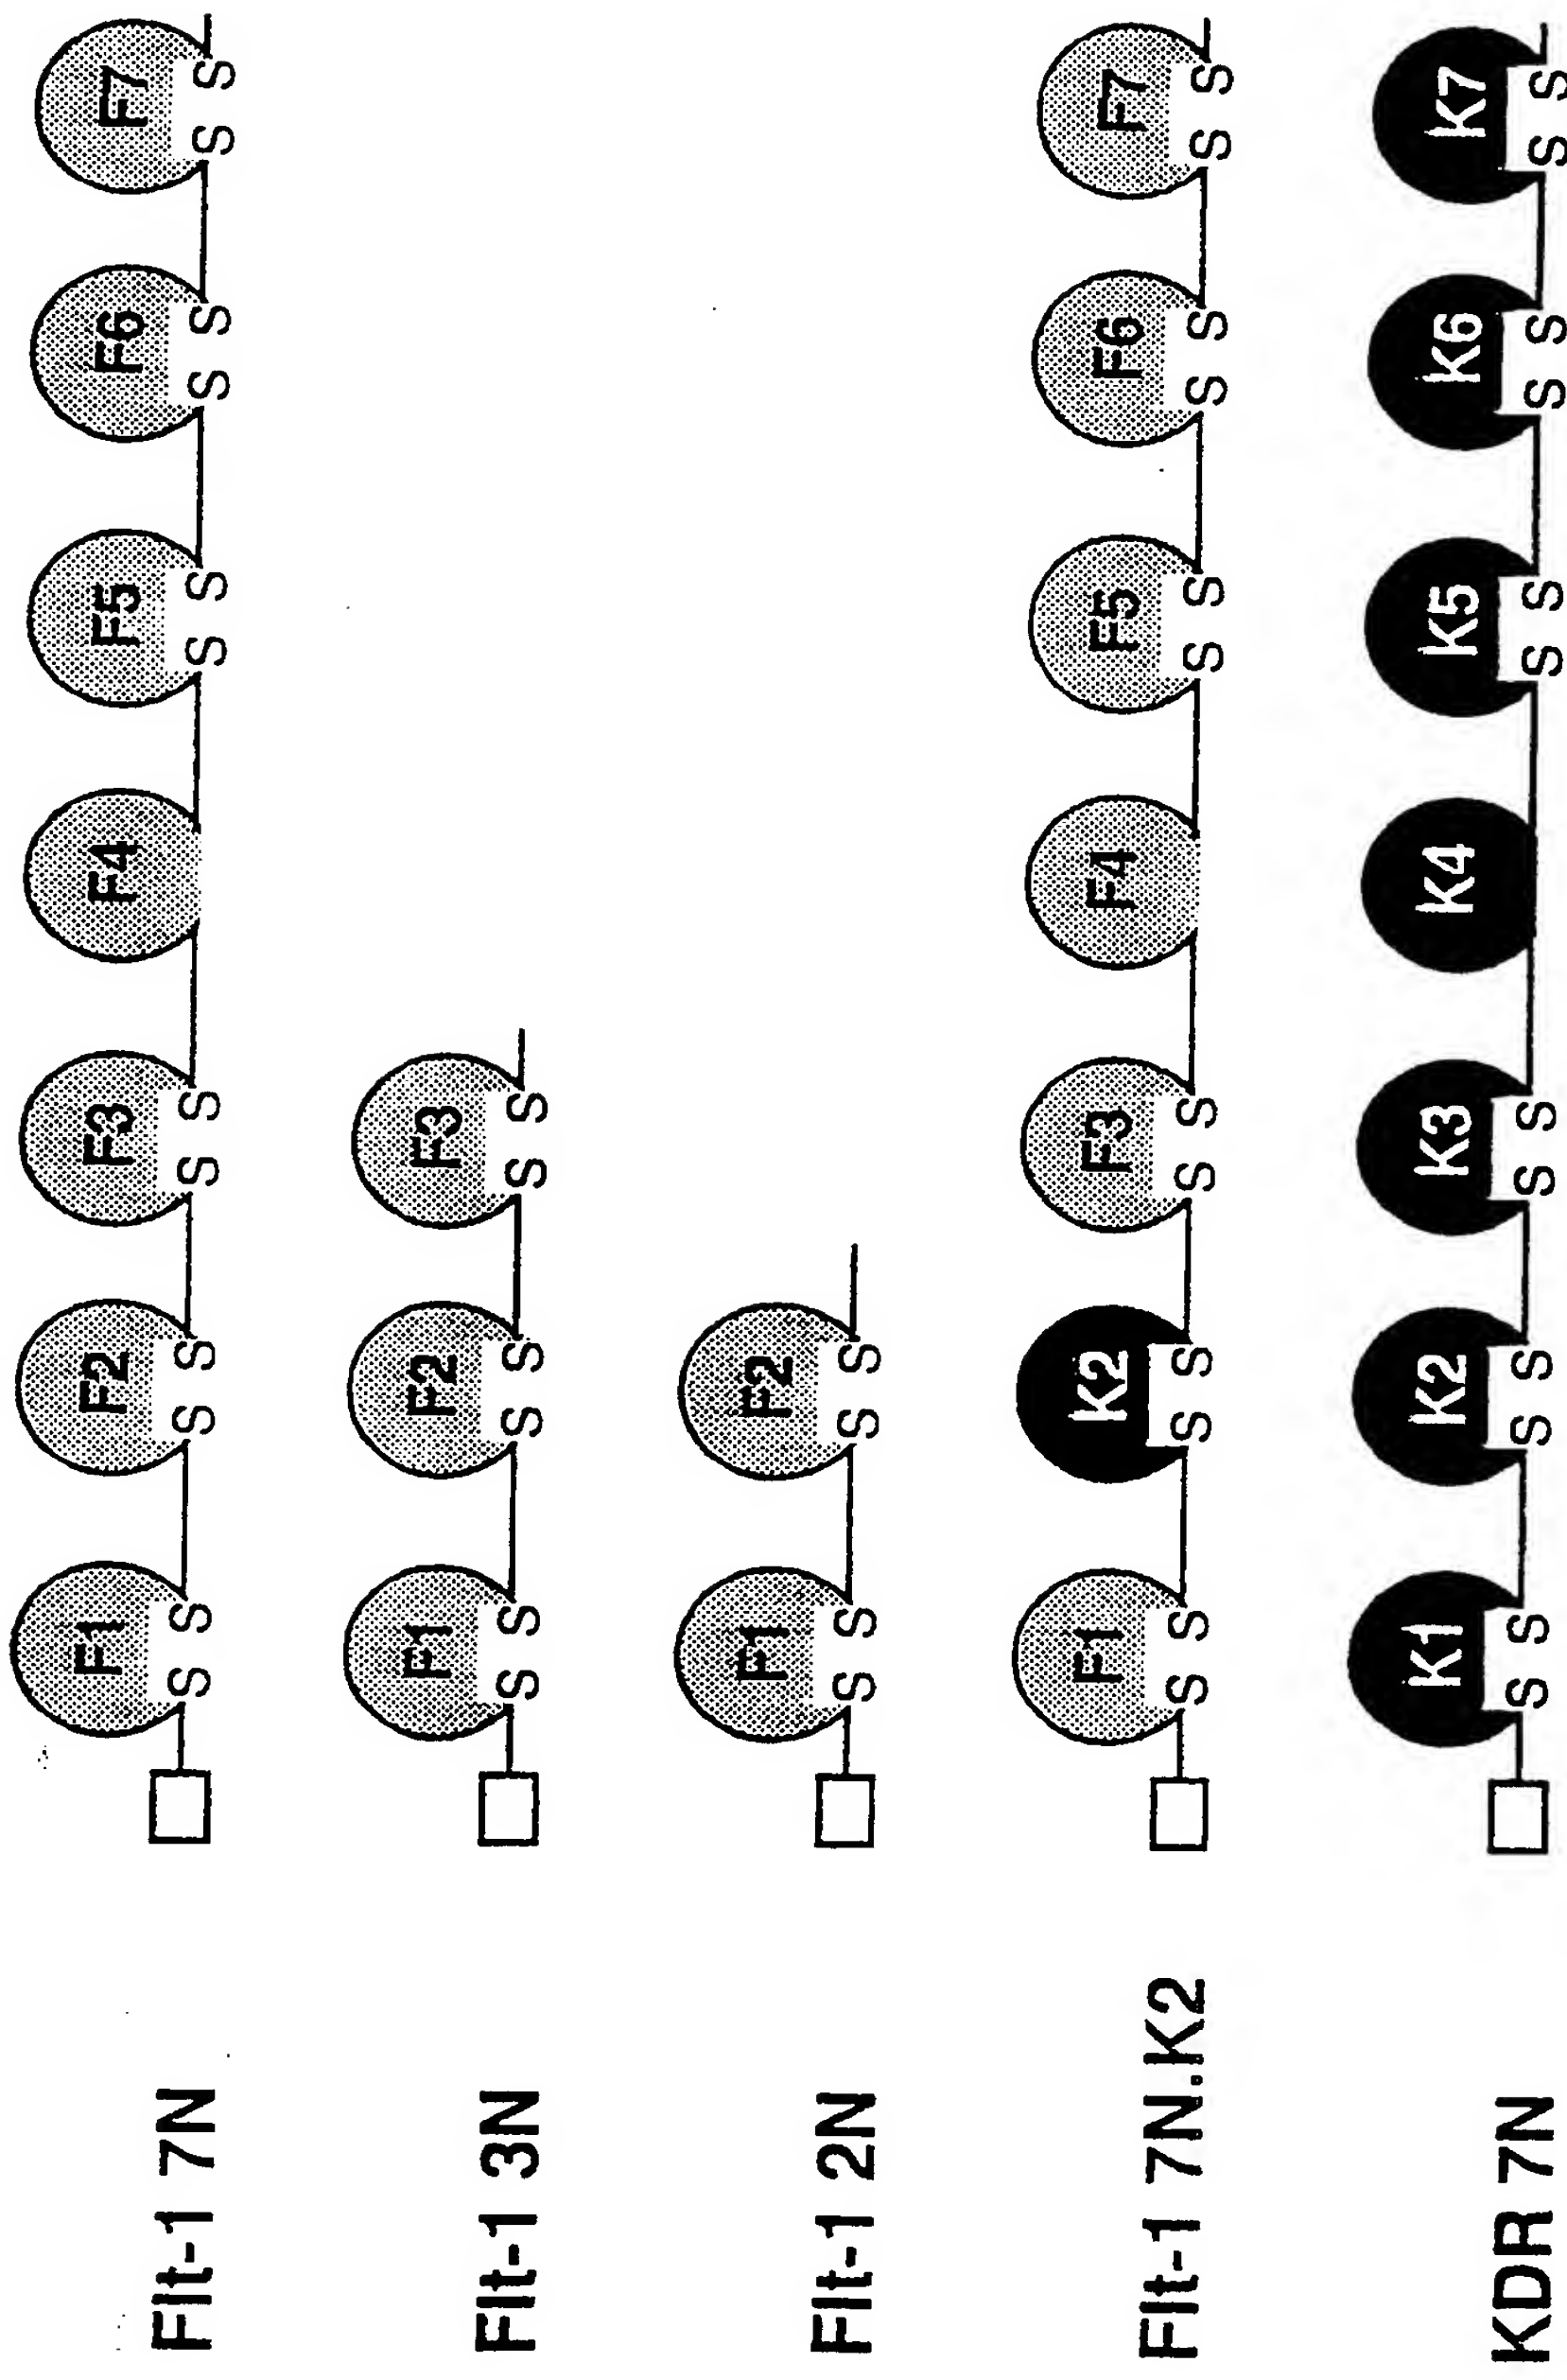 Flt-1 7N F1 S S F2 S S F3 S S F4 F5 S S F6 S S F7 S S
Flt-1 3N F1 S S F2 S S F3 S S
Flt-1 2N F1 S S F2 S S
Flt-1 7N.K2 F1 S S K2 S S F3 S S F4 F5 S S F6 S S F7 S S
KDR 7N K1 S S K2 S S K3 S S K4 K5 S S K6 S S K7 S S